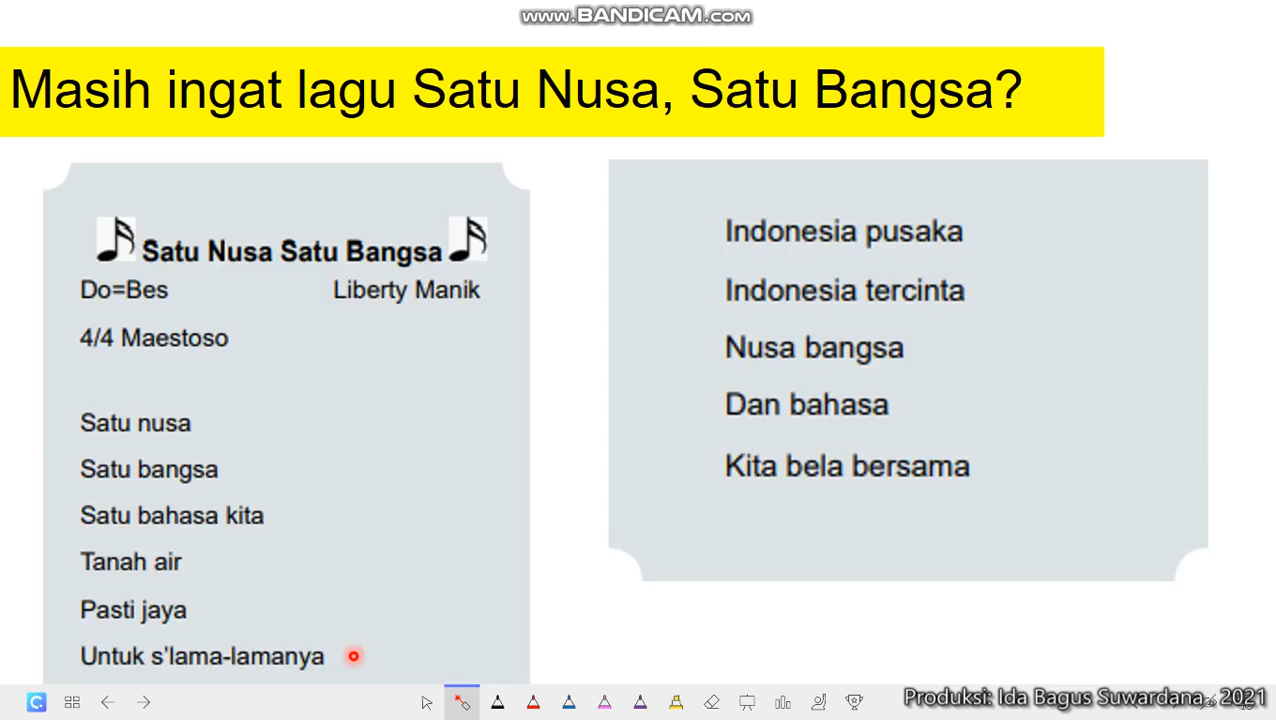 www.BANDICAM.com
Masih ingat lagu Satu Nusa, Satu Bangsa?
Satu Nusa Satu Bangsa
Do=Bes Liberty Manik
4/4 Maestoso
Satu nusa
Satu bangsa
Satu bahasa kita
Tanah air
Pasti jaya
Untuk s'lama-lamanya
Indonesia pusaka
Indonesia tercinta
Nusa bangsa
Dan bahasa
Kita bela bersama
Produksi: Ida Bagus Suwardana, 2021